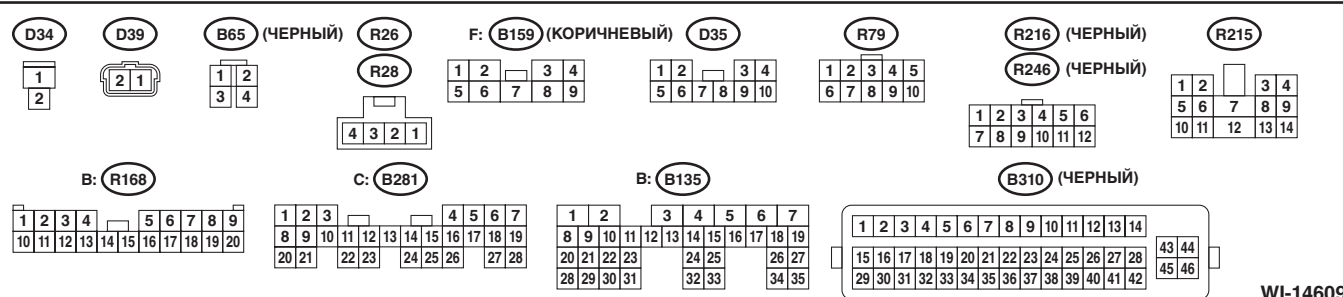 D34 D39 B65 (ЧЕРНЫЙ) R26 F: B159 (КОРИЧНЕВЫЙ) D35 R79 R216 (ЧЕРНЫЙ) R215
R28 R246 (ЧЕРНЫЙ)
1
2
2 1
1 2
3 4
4 3 2 1
1 2 3 4
5 6 7 8 9
1 2 3 4
5 6 7 8 9 10
1 2 3 4 5
6 7 8 9 10
1 2 3 4 5 6
7 8 9 10 11 12
1 2 3 4
5 6 7 8 9
10 11 12 13 14
B: R168 C: B281 B: B135 B310 (ЧЕРНЫЙ)
1 2 3 4 5 6 7 8 9
10 11 12 13 14 15 16 17 18 19 20
1 2 3 4 5 6 7
8 9 10 11 12 13 14 15 16 17 18 19
20 21 22 23 24 25 26 27 28
1 2 3 4 5 6 7
8 9 10 11 12 13 14 15 16 17 18 19
20 21 22 23 24 25 26 27
28 29 30 31 32 33 34 35
1 2 3 4 5 6 7 8 9 10 11 12 13 14
15 16 17 18 19 20 21 22 23 24 25 26 27 28
29 30 31 32 33 34 35 36 37 38 39 40 41 42
43 44
45 46
WI-14609